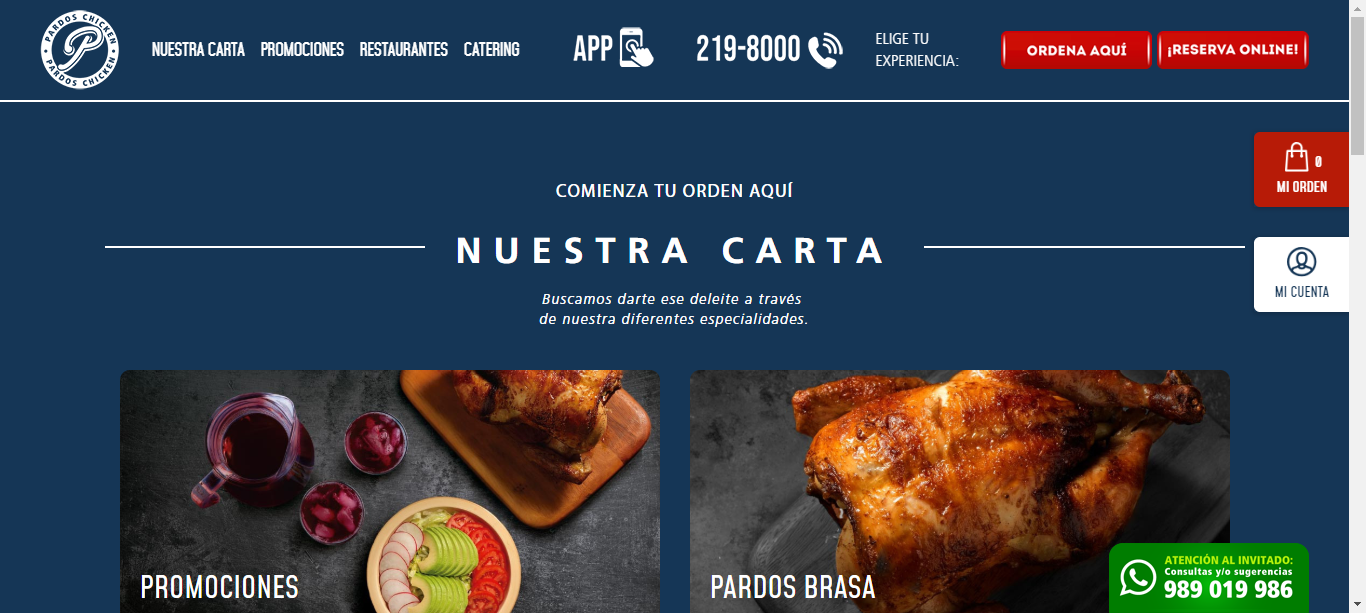 PARDOS CHICKEN
P
PARDOS CHICKEN
NUESTRA CARTA
PROMOCIONES
RESTAURANTES
CATERING
APP
219-8000
ELIGE TU
EXPERIENCIA:
ORDENA AQUÍ
¡RESERVA ONLINE!
0
MI ORDEN
MI CUENTA
COMIENZA TU ORDEN AQUÍ
NUESTRA CARTA
Buscamos darte ese deleite a través
de nuestra diferentes especialidades.
PROMOCIONES
PARDOS BRASA
ATENCIÓN AL INVITADO:
Consultas y/o sugerencias
989 019 986